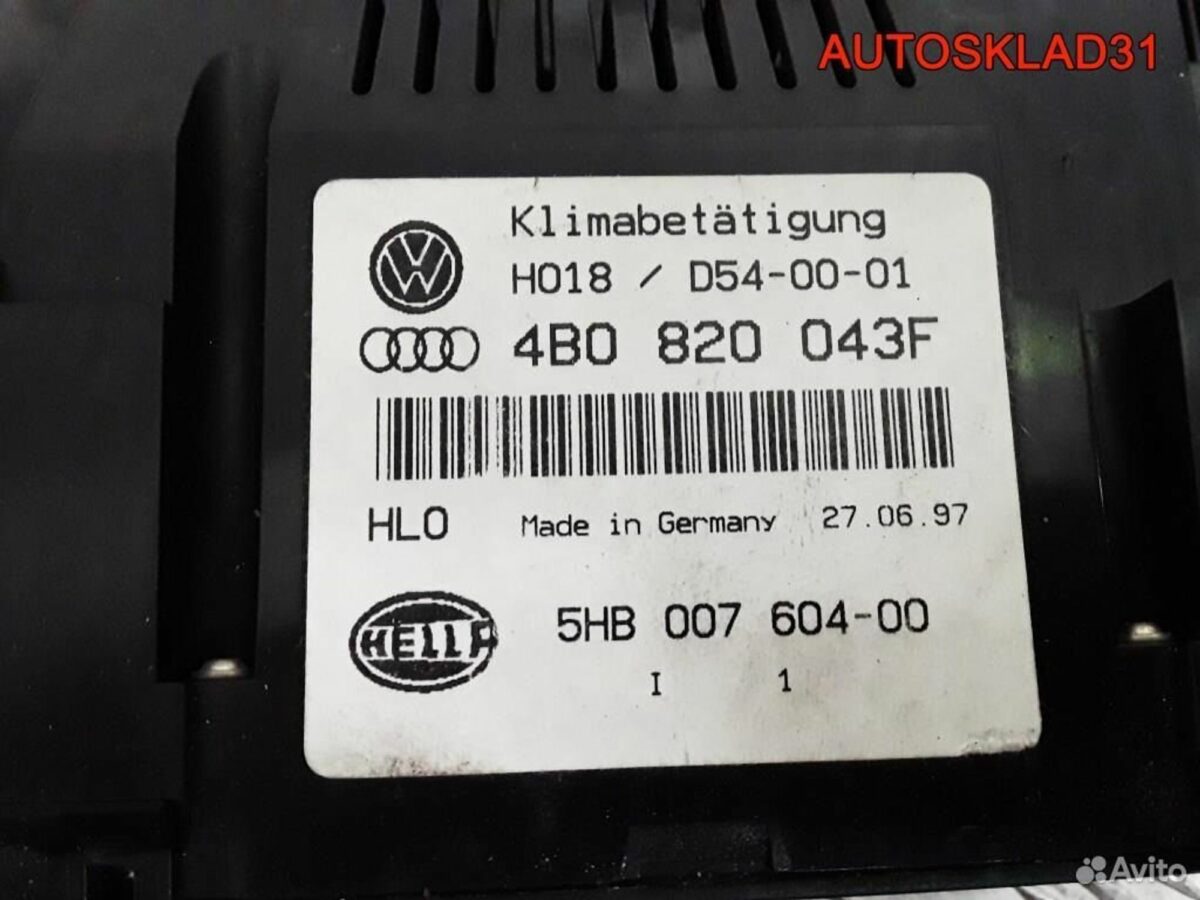 AUTOSKLAD31
Klimabetätigung
H018 / D54-00-01
4B0 820 043F
HLO Made in Germany 27.06.97
HELLA 5HB 007 604-00
I 1
Avito